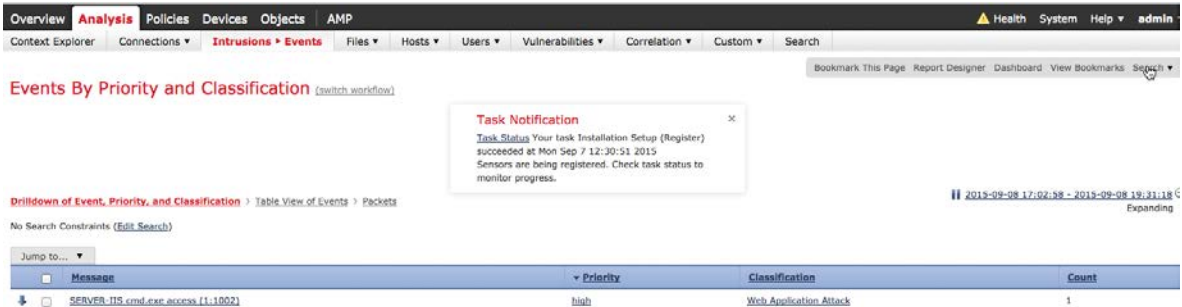 Overview Analysis Policies Devices Objects AMP Health System Help ▾ admin
Context Explorer Connections ▾ Intrusions ▸ Events Files ▾ Hosts ▾ Users ▾ Vulnerabilities ▾ Correlation ▾ Custom ▾ Search
Bookmark This Page Report Designer Dashboard View Bookmarks Search ▾
Events By Priority and Classification (switch workflow)
Task Notification ×
Task Status Your task Installation Setup (Register)
succeeded at Mon Sep 7 12:30:51 2015
Sensors are being registered. Check task status to
monitor progress.
2015-09-08 17:02:58 - 2015-09-08 19:31:18
Expanding
Drilldown of Event, Priority, and Classification > Table View of Events > Packets
No Search Constraints (Edit Search)
Jump to... ▼
Message ▾ Priority Classification Count
SERVER-IIS cmd.exe access (1:1002) high Web Application Attack 1